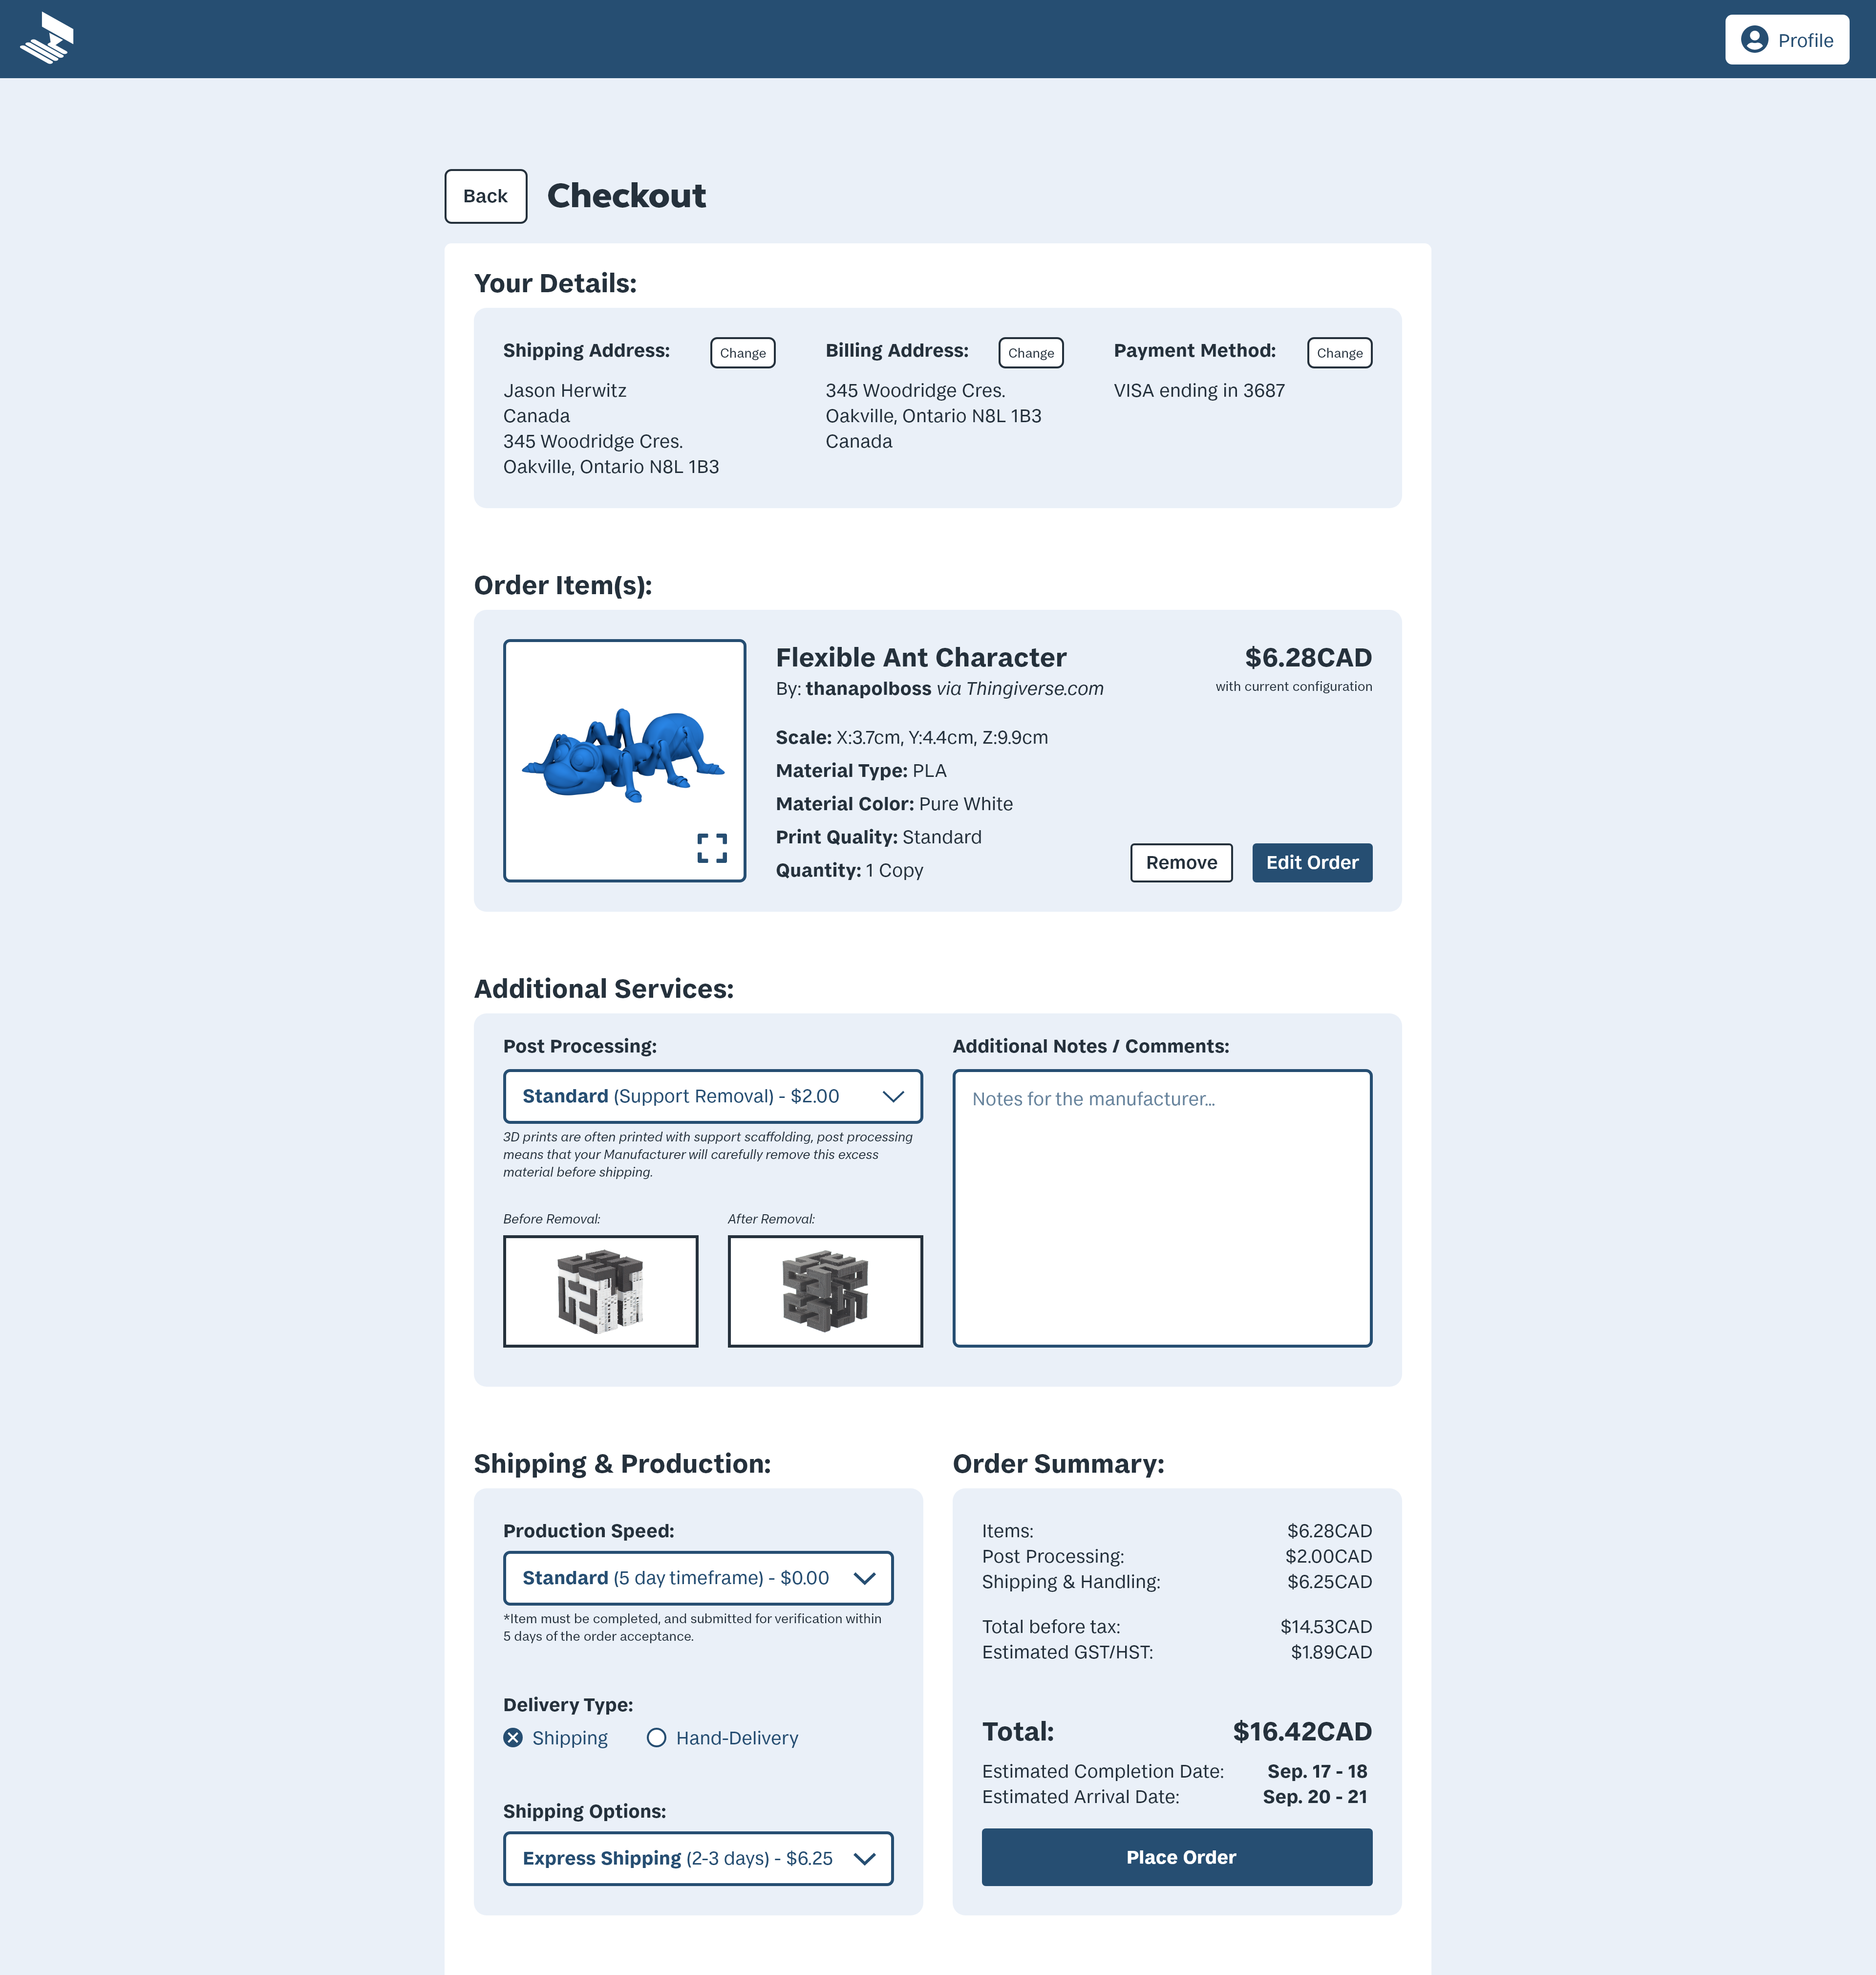 Profile
Back
Checkout
Your Details:
Shipping Address:
Change
Jason Herwitz
Canada
345 Woodridge Cres.
Oakville, Ontario N8L 1B3
Billing Address:
Change
345 Woodridge Cres.
Oakville, Ontario N8L 1B3
Canada
Payment Method:
Change
VISA ending in 3687
Order Item(s):
Flexible Ant Character
By: thanapolboss via Thingiverse.com
$6.28CAD
with current configuration
Scale: X:3.7cm, Y:4.4cm, Z:9.9cm
Material Type: PLA
Material Color: Pure White
Print Quality: Standard
Quantity: 1 Copy
Remove
Edit Order
Additional Services:
Post Processing:
Standard (Support Removal) - $2.00
3D prints are often printed with support scaffolding, post processing
means that your Manufacturer will carefully remove this excess
material before shipping.
Before Removal:
After Removal:
Additional Notes / Comments:
Notes for the manufacturer...
Shipping & Production:
Production Speed:
Standard (5 day timeframe) - $0.00
*Item must be completed, and submitted for verification within
5 days of the order acceptance.
Delivery Type:
Shipping
Hand-Delivery
Shipping Options:
Express Shipping (2-3 days) - $6.25
Order Summary:
Items: $6.28CAD
Post Processing: $2.00CAD
Shipping & Handling: $6.25CAD
Total before tax: $14.53CAD
Estimated GST/HST: $1.89CAD
Total: $16.42CAD
Estimated Completion Date: Sep. 17 - 18
Estimated Arrival Date: Sep. 20 - 21
Place Order